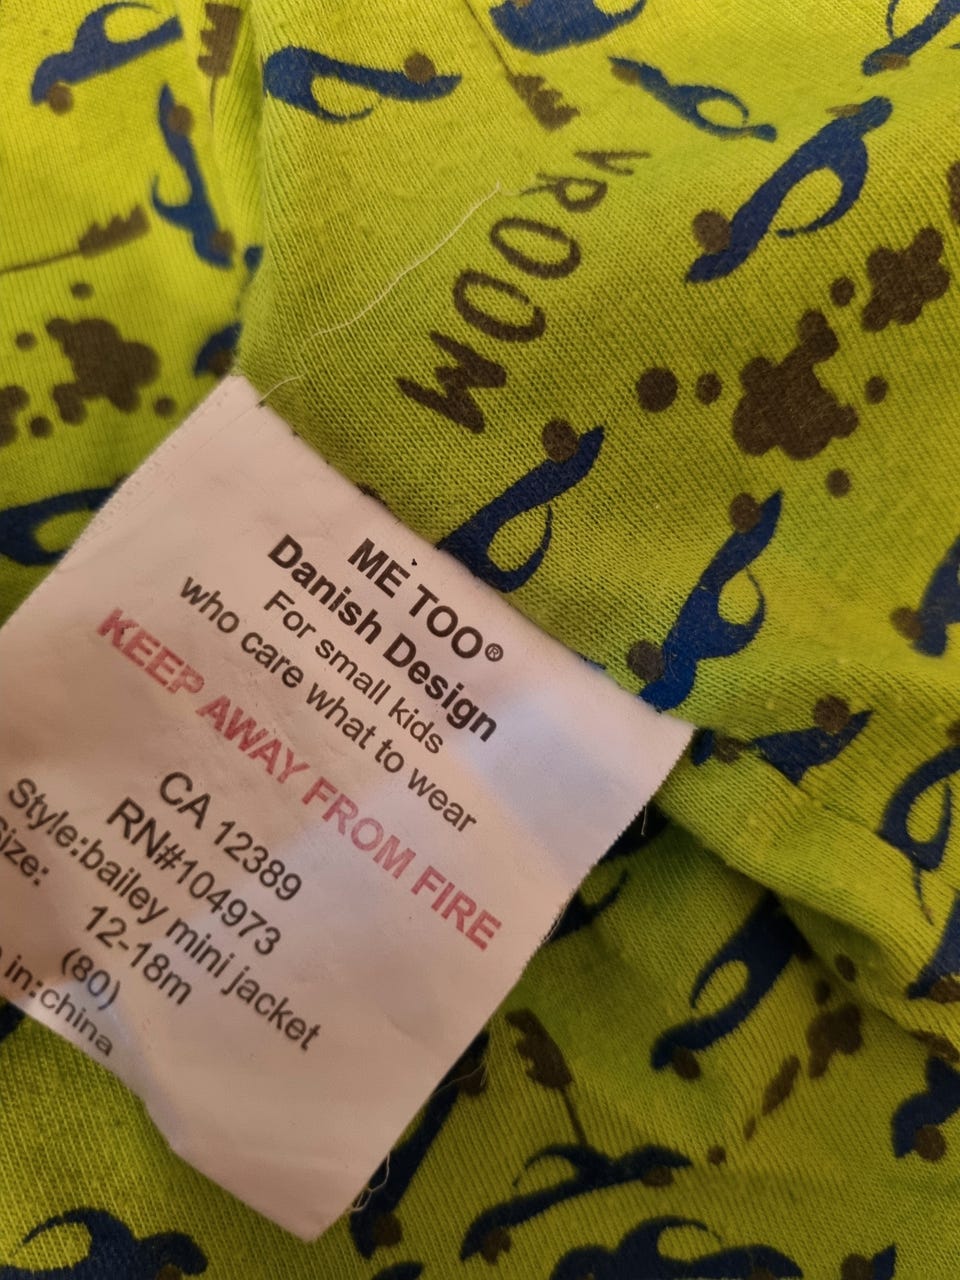 VROOM
ME TOO®
Danish Design
For small kids
who care what to wear
KEEP AWAY FROM FIRE
CA 12389
RN#104973
Style:bailey mini jacket
size:
12-18m
(80)
in:china